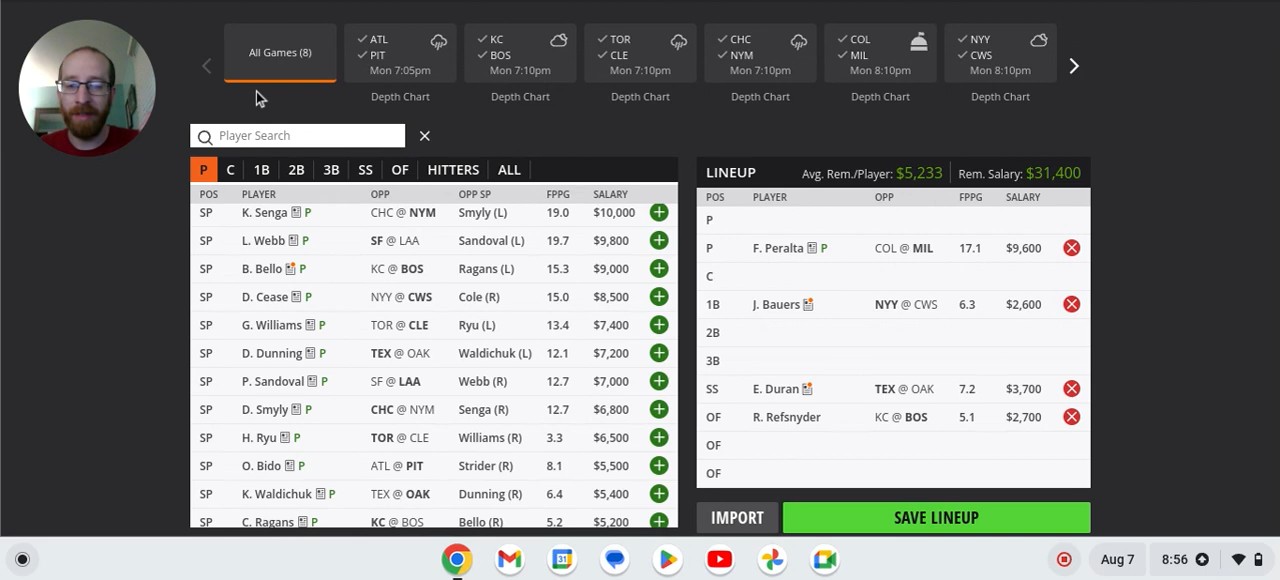 All Games (8)
ATL
PIT
Mon 7:05pm
Depth Chart
KC
BOS
Mon 7:10pm
Depth Chart
TOR
CLE
Mon 7:10pm
Depth Chart
CHC
NYM
Mon 7:10pm
Depth Chart
COL
MIL
Mon 8:10pm
Depth Chart
NYY
CWS
Mon 8:10pm
Depth Chart
Player Search
P C 1B 2B 3B SS OF HITTERS ALL
POS PLAYER OPP OPP SP FPPG SALARY
SP K. Senga P CHC @ NYM Smyly (L) 19.0 $10,000
SP L. Webb P SF @ LAA Sandoval (L) 19.7 $9,800
SP B. Bello P KC @ BOS Ragans (L) 15.3 $9,000
SP D. Cease P NYY @ CWS Cole (R) 15.0 $8,500
SP G. Williams P TOR @ CLE Ryu (L) 13.4 $7,400
SP D. Dunning P TEX @ OAK Waldichuk (L) 12.1 $7,200
SP P. Sandoval P SF @ LAA Webb (R) 12.7 $7,000
SP D. Smyly P CHC @ NYM Senga (R) 12.7 $6,800
SP H. Ryu P TOR @ CLE Williams (R) 3.3 $6,500
SP O. Bido P ATL @ PIT Strider (R) 8.1 $5,500
SP K. Waldichuk P TEX @ OAK Dunning (R) 6.4 $5,400
SP C. Ragans P KC @ BOS Bello (R) 5.2 $5,200
LINEUP Avg. Rem./Player: $5,233 Rem. Salary: $31,400
POS PLAYER OPP FPPG SALARY
P
P F. Peralta P COL @ MIL 17.1 $9,600
C
1B J. Bauers NYY @ CWS 6.3 $2,600
2B
3B
SS E. Duran TEX @ OAK 7.2 $3,700
OF R. Refsnyder KC @ BOS 5.1 $2,700
OF
OF
IMPORT SAVE LINEUP
31
Aug 7 8:56